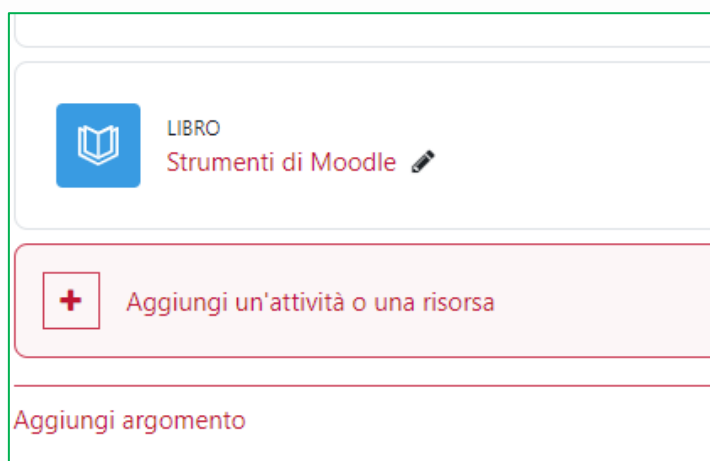 LIBRO
Strumenti di Moodle
Aggiungi un'attività o una risorsa
Aggiungi argomento